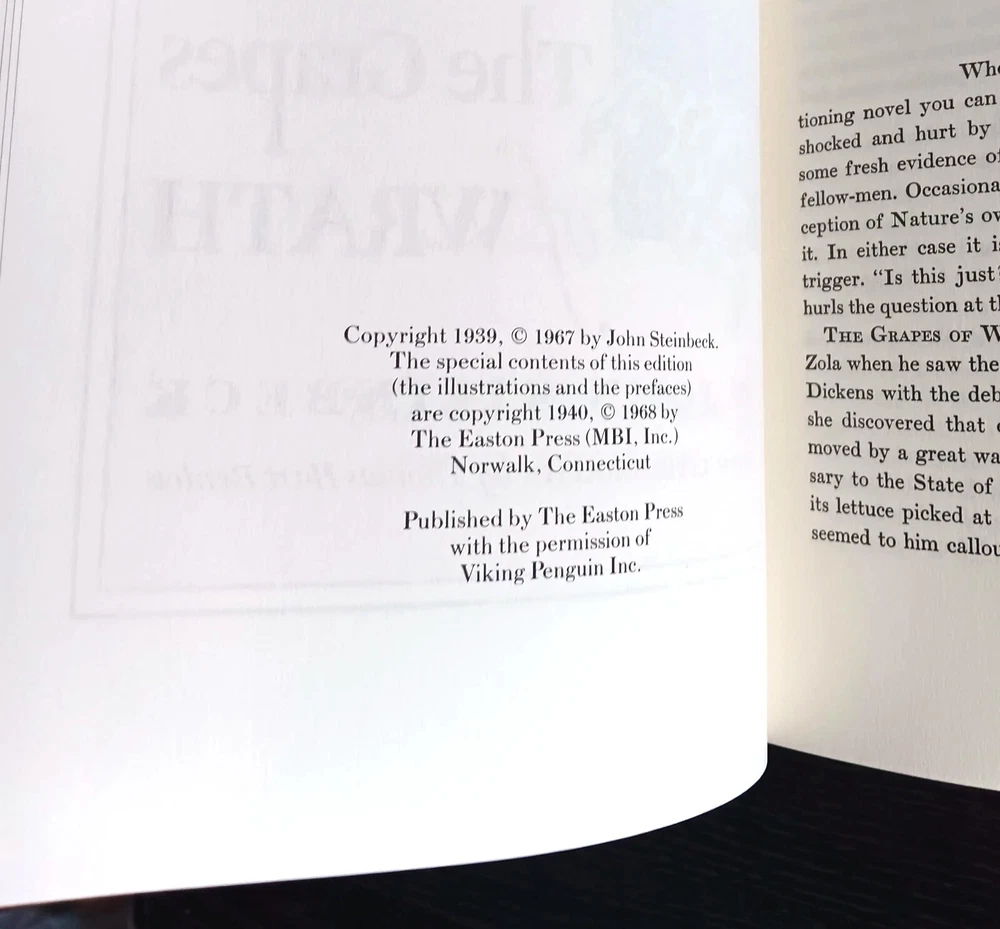 Copyright 1939, © 1967 by John Steinbeck.
The special contents of this edition
(the illustrations and the prefaces)
are copyright 1940, © 1968 by
The Easton Press (MBI, Inc.)
Norwalk, Connecticut
Published by The Easton Press
with the permission of
Viking Penguin Inc.
tioning novel you can
shocked and hurt by
some fresh evidence
fellow-men.
ception of Nature's
it. In either case it
trigger. “Is this just?
hurls the question at
THE GRAPES OF
Zola when he saw the
Dickens with the
she discovered that
moved by a great
sary to the State of
its lettuce picked at
seemed to him
The Grapes
of WRATH